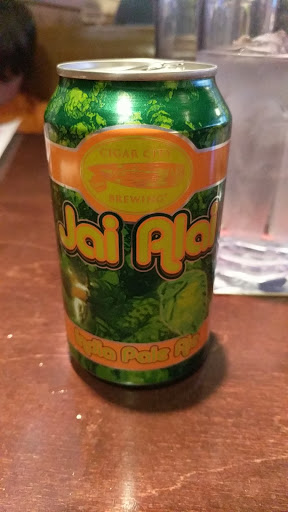 CIGAR CITY
BREWING
Jai Alai
India Pale Ale